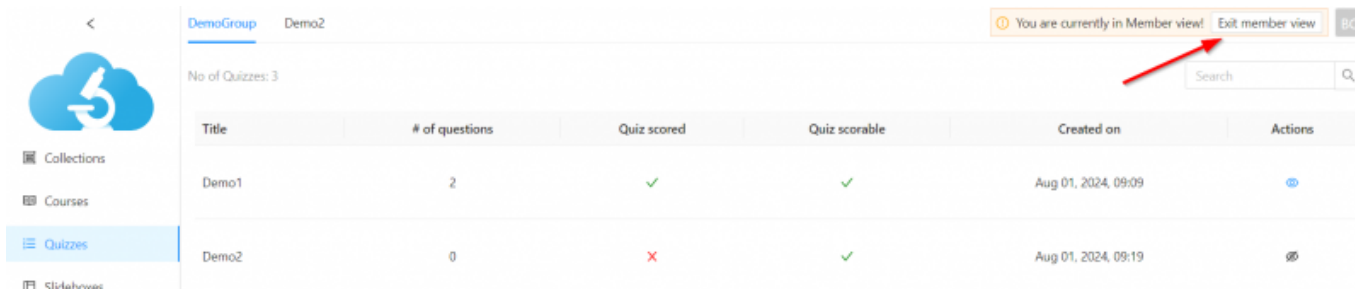 <
DemoGroup Demo2
You are currently in Member view! Exit member view
No of Quizzes: 3
Search
Title # of questions Quiz scored Quiz scorable Created on Actions
Collections
Demo1 2 Aug 01, 2024, 09:09
Courses
Quizzes
Demo2 0 Aug 01, 2024, 09:19
Slideboxes